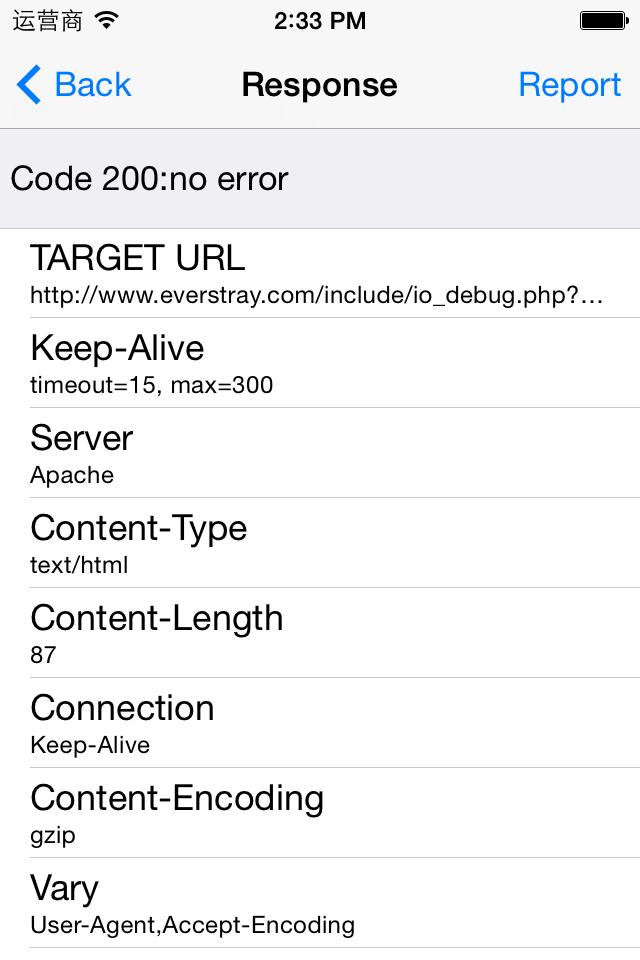 运营商 2:33 PM
Back Response Report
Code 200:no error
TARGET URL
http://www.everstray.com/include/io_debug.php?...
Keep-Alive
timeout=15, max=300
Server
Apache
Content-Type
text/html
Content-Length
87
Connection
Keep-Alive
Content-Encoding
gzip
Vary
User-Agent,Accept-Encoding